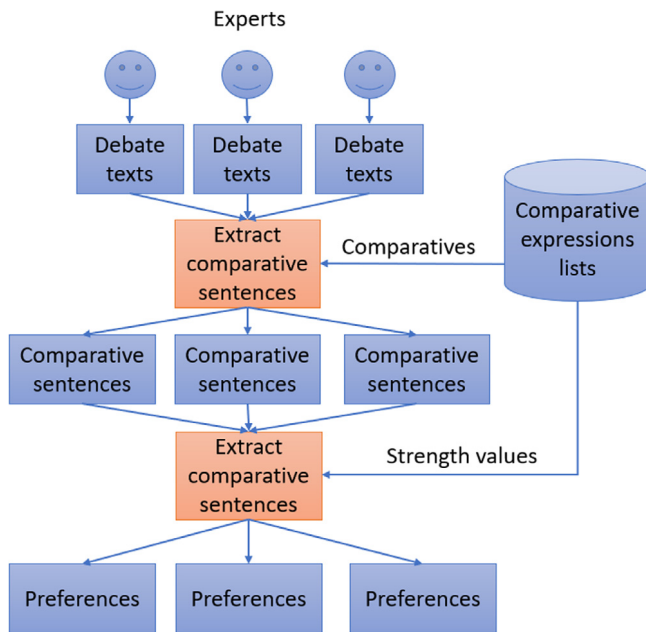 Experts
Debate
texts
Debate
texts
Debate
texts
Extract
comparative
sentences
Comparatives
Comparative
expressions
lists
Comparative
sentences
Comparative
sentences
Comparative
sentences
Extract
comparative
sentences
Strength values
Preferences
Preferences
Preferences